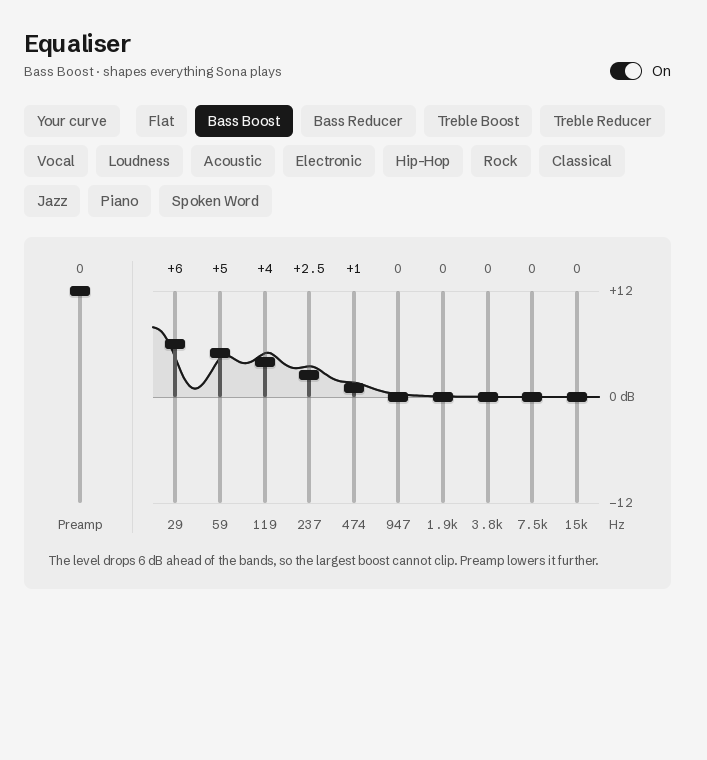 Equaliser
Bass Boost · shapes everything Sona plays
On
Your curve Flat Bass Boost Bass Reducer Treble Boost Treble Reducer
Vocal Loudness Acoustic Electronic Hip-Hop Rock Classical
Jazz Piano Spoken Word
0 +6 +5 +4 +2.5 +1 0 0 0 0 0
+12
0 dB
−12
Preamp 29 59 119 237 474 947 1.9k 3.8k 7.5k 15k Hz
The level drops 6 dB ahead of the bands, so the largest boost cannot clip. Preamp lowers it further.